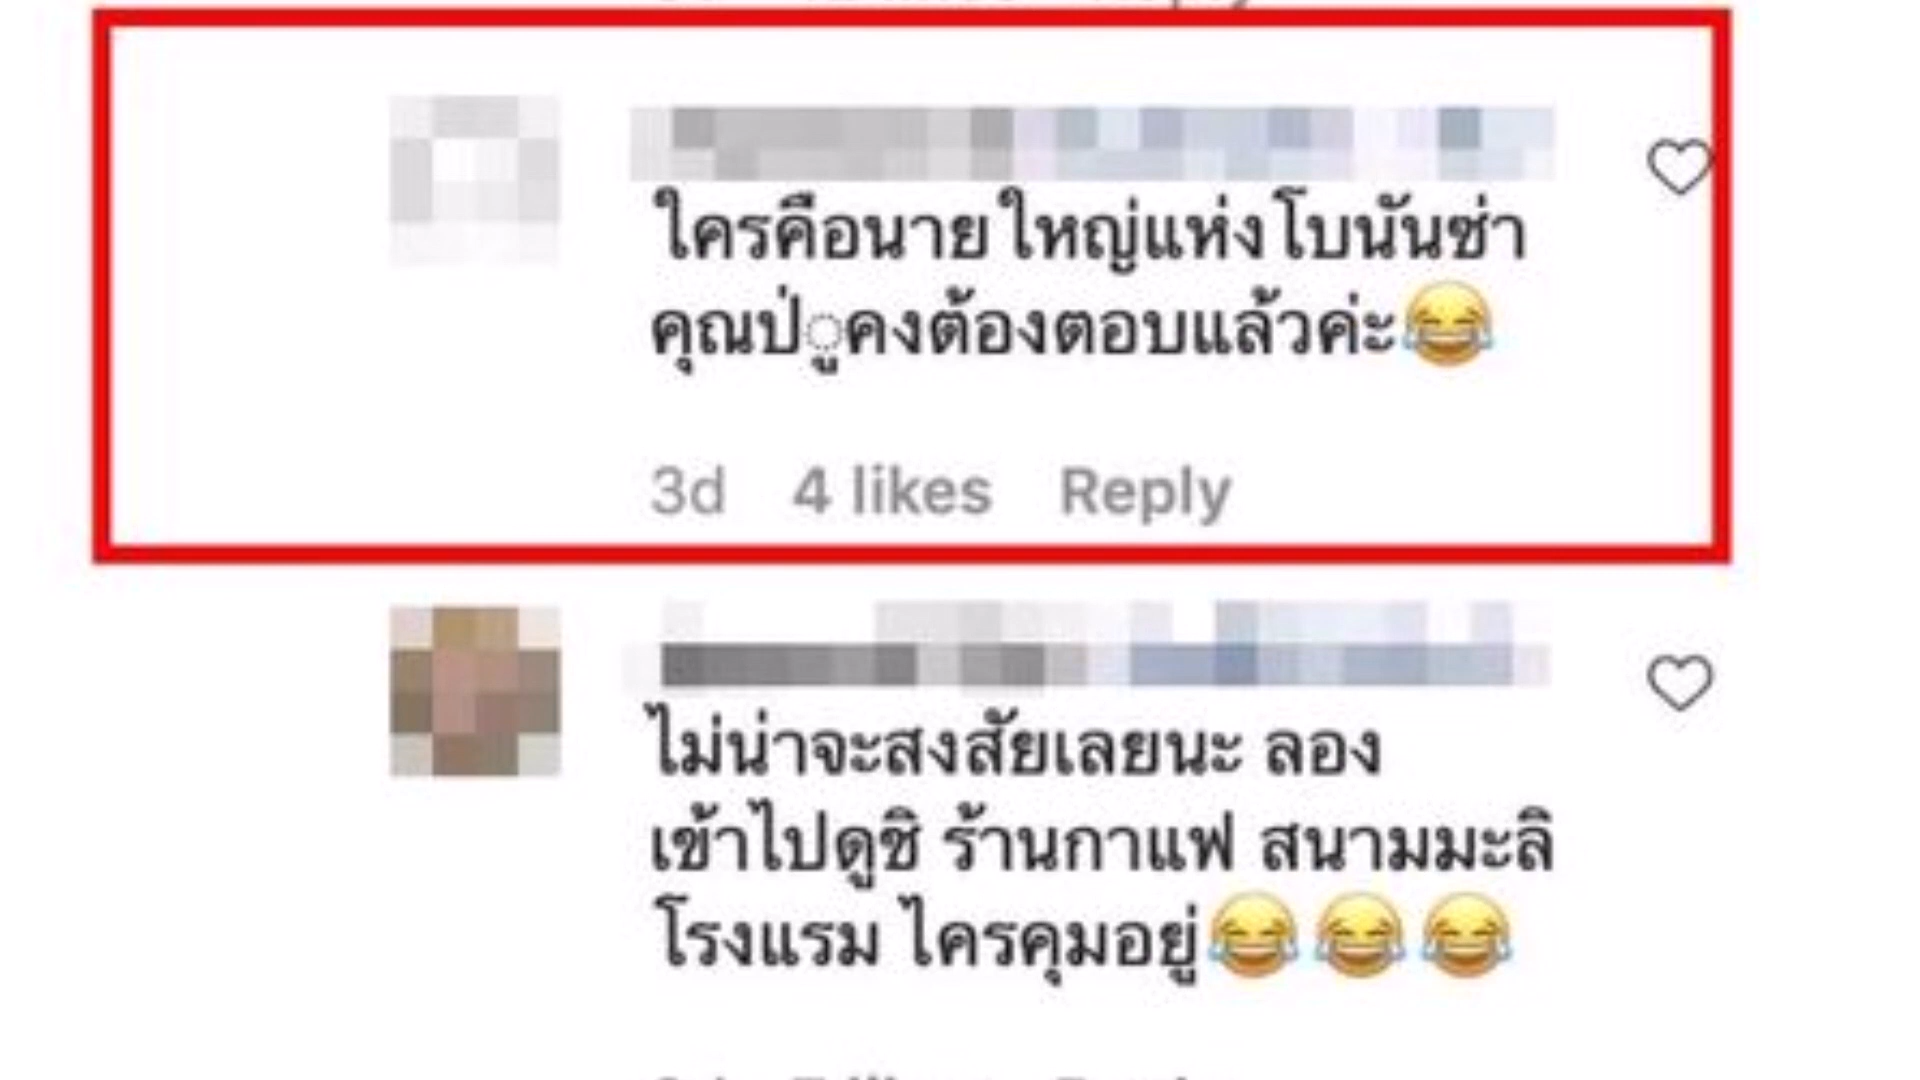 ใครคือนายใหญ่แห่งโบนันซ่า
คุณปู่คงต้องตอบแล้วค่ะ😂
3d 4 likes Reply
ไม่น่าจะสงสัยเลยนะ ลอง
เข้าไปดูชิ ร้านกาแฟ สนามมะลิ
โรงแรม ไครคุมอยู่😂😂😂